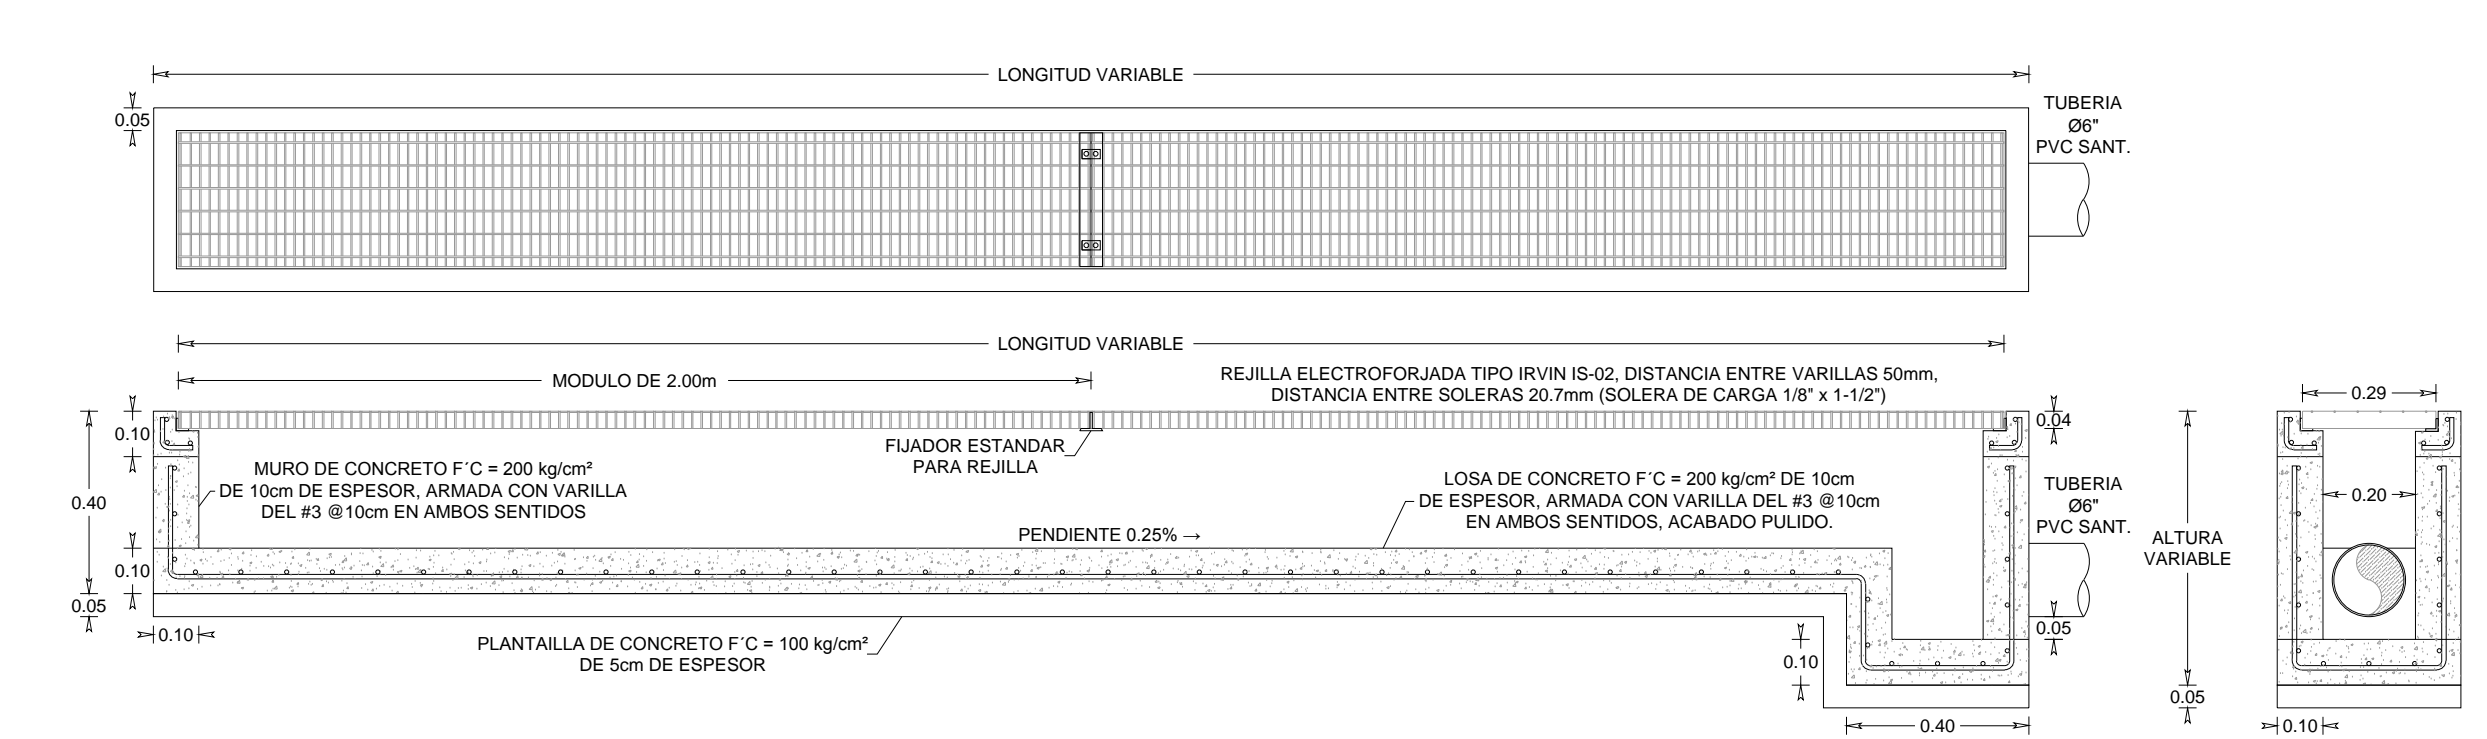 LONGITUD VARIABLE
0.05
TUBERIA
Ø6"
PVC SANT.
LONGITUD VARIABLE
MODULO DE 2.00m
REJILLA ELECTROFORJADA TIPO IRVIN IS-02, DISTANCIA ENTRE VARILLAS 50mm,
DISTANCIA ENTRE SOLERAS 20.7mm (SOLERA DE CARGA 1/8" x 1-1/2")
0.29
0.10
0.04
FIJADOR ESTANDAR
PARA REJILLA
MURO DE CONCRETO F´C = 200 kg/cm²
DE 10cm DE ESPESOR, ARMADA CON VARILLA
DEL #3 @10cm EN AMBOS SENTIDOS
LOSA DE CONCRETO F´C = 200 kg/cm² DE 10cm
DE ESPESOR, ARMADA CON VARILLA DEL #3 @10cm
EN AMBOS SENTIDOS, ACABADO PULIDO.
0.40
TUBERIA
Ø6"
PVC SANT.
0.20
PENDIENTE 0.25% →
ALTURA
VARIABLE
0.10
0.05
0.10
0.05
PLANTAILLA DE CONCRETO F´C = 100 kg/cm²
DE 5cm DE ESPESOR
0.10
0.05
0.40
0.10